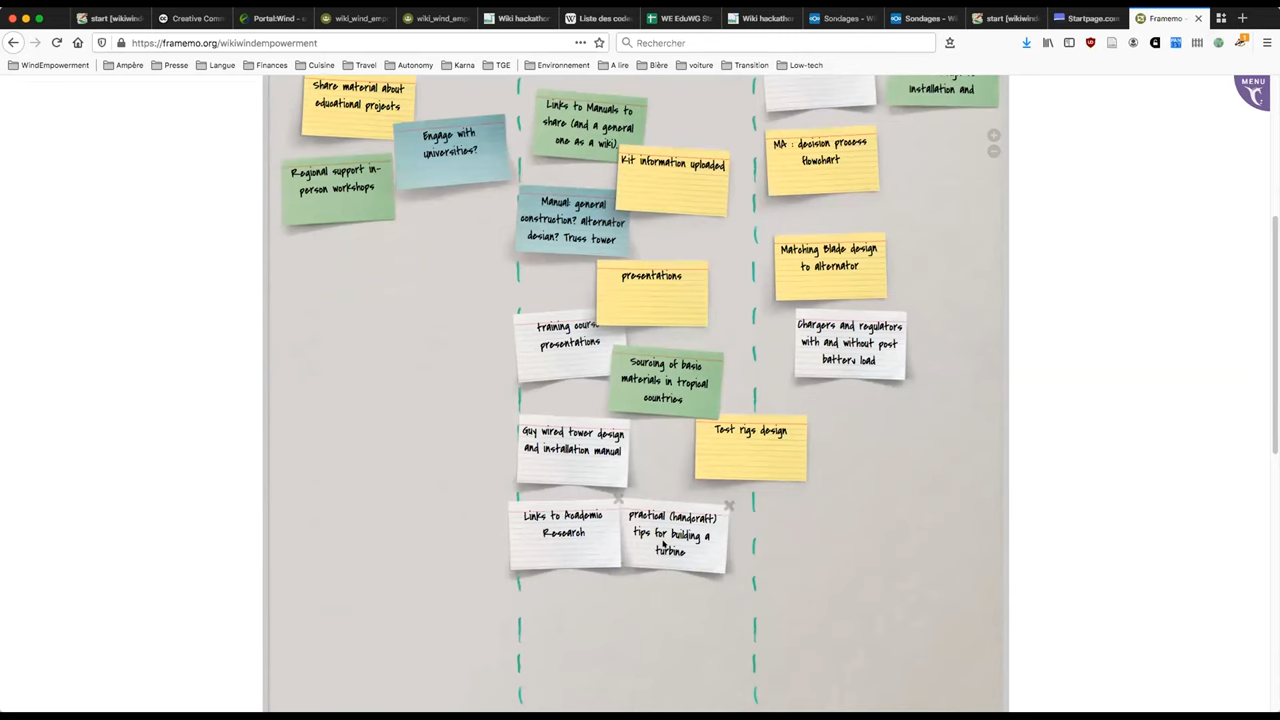 start [wikiwind
Creative Comm
Portal:Wind –
wiki_wind_emp
wiki_wind_emp
Wiki hackathor
Liste des codes
WE EduWG Str
Wiki hackathor
Sondages - Wi
Sondages - Wi
start [wikiwind
Startpage.com
Framemo -
https://framemo.org/wikiwindempowerment
Rechercher
WindEmpowerment
Ampère
Presse
Langue
Finances
Cuisine
Travel
Autonomy
Karna
TGE
Environnement
A lire
Bière
voiture
Transition
Low-tech
MENU
Share material about
educational projects
Engage with
universities?
Regional support in-
person workshops
Links to Manuals to
share (and a general
one as a wiki).
Kit information uploaded
Manual: general
construction? alternator
design? Truss tower
presentations
training course
presentations
Sourcing of basic
materials in tropical
countries
Guy wired tower design
and installation manual
Test rigs design
Links to Academic
Research
practical (handcraft)
tips for building a
turbine
installation and
MA : decision process
flowchart
Matching Blade design
to alternator
Chargers and regulators
with and without post
battery load